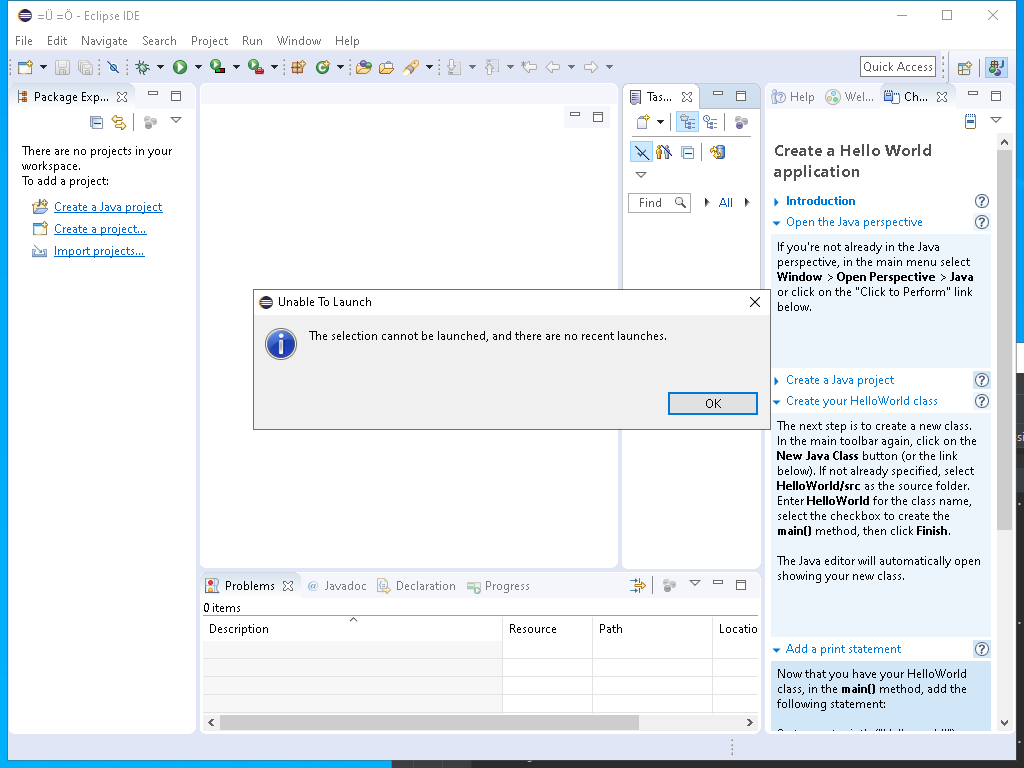 =Ü =Ö - Eclipse IDE
File Edit Navigate Search Project Run Window Help
Quick Access
Package Exp...
Tas...
Help
Wel...
Ch...
There are no projects in your
workspace.
To add a project:
Create a Java project
Create a project...
Import projects...
Find
All
Create a Hello World
application
Introduction
Open the Java perspective
If you're not already in the Java
perspective, in the main menu select
Window > Open Perspective > Java
or click on the "Click to Perform" link
below.
Unable To Launch
The selection cannot be launched, and there are no recent launches.
OK
Create a Java project
Create your HelloWorld class
The next step is to create a new class.
In the main toolbar again, click on the
New Java Class button (or the link
below). If not already specified, select
HelloWorld/src as the source folder.
Enter HelloWorld for the class name,
select the checkbox to create the
main() method, then click Finish.
The Java editor will automatically open
showing your new class.
Add a print statement
Now that you have your HelloWorld
class, in the main() method, add the
following statement:
Problems
@ Javadoc
Declaration
Progress
0 items
Description Resource Path Locatio